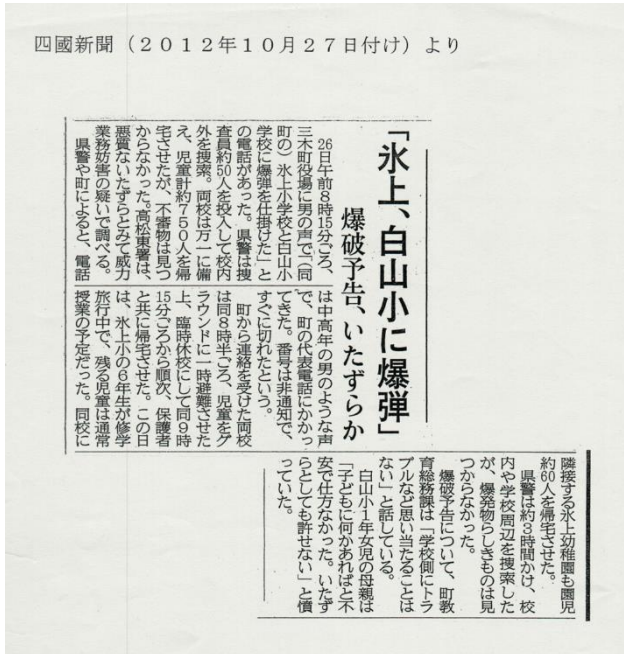 四國新聞（２０１２年１０月２７日付け）より
「氷上、白山小に爆弾」
爆破予告、いたずらか
26日午前８時15分ごろ、
三木町役場に男の声で「（同
町の）氷上小学校と白山小
学校に爆弾を仕掛けた」と
の電話があった。県警は捜
査員約50人を投入して校内
外を捜索。両校は万一に備
え、児童計約７５０人を帰
宅させたが、不審物は見つ
からなかった。高松東署は、
悪質ないたずらとみて威力
業務妨害の疑いで調べる。
県警や町によると、電話
は中高年の男のような声
で、町の代表電話にかかっ
てきた。番号は非通知で、
すぐに切れたという。
町から連絡を受けた両校
は同８時半ごろ、児童をグ
ラウンドに一時避難させた
上、臨時休校にして同９時
15分ごろから順次、保護者
と共に帰宅させた。この日
は、氷上小の６年生が修学
旅行中で、残る児童は通常
授業の予定だった。同校に
隣接する氷上幼稚園も園児
約60人を帰宅させた。
県警は約３時間かけ、校
内や学校周辺を捜索した
が、爆発物らしきものは見
つからなかった。
爆破予告について、町教
育総務課は「学校側にトラ
ブルなど思い当たることは
ない」と話している。
白山小１年女児の母親は
「子どもに何かあればと不
安で仕方なかった。いたず
らとしても許せない」と憤
っていた。